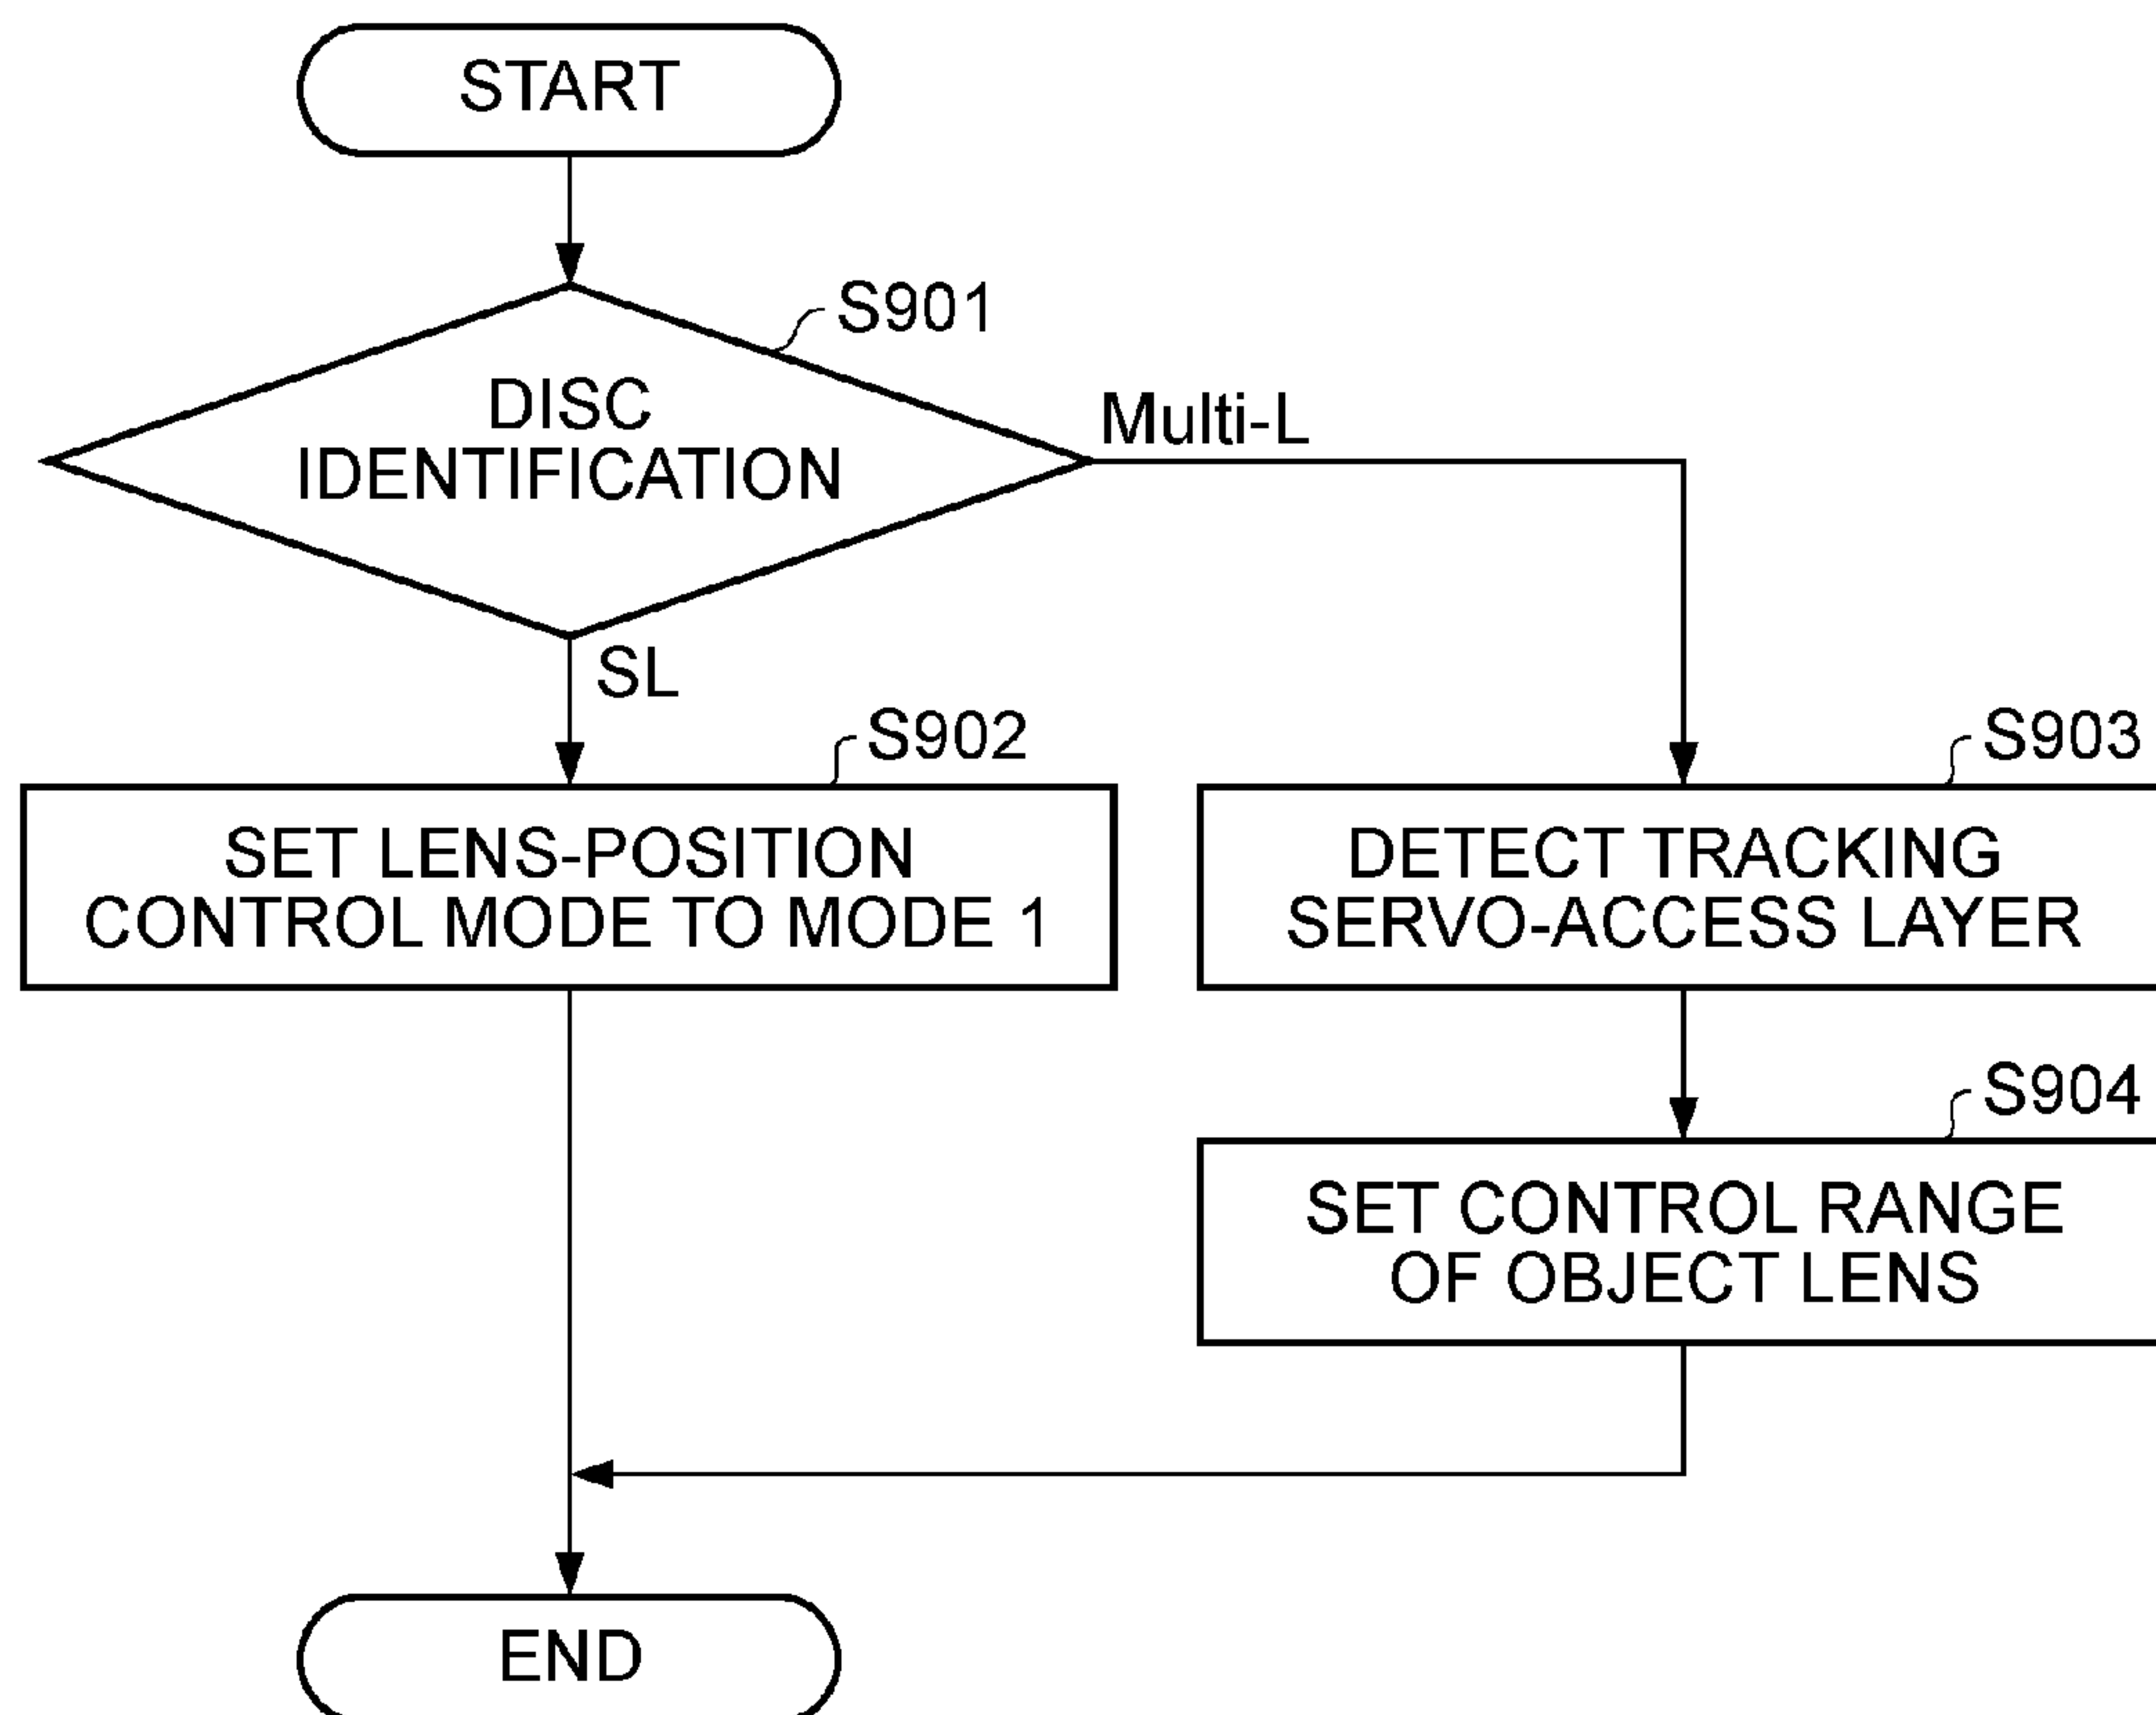 START
S901
DISC
IDENTIFICATION
Multi-L
SL
S902
SET LENS-POSITION
CONTROL MODE TO MODE 1
S903
DETECT TRACKING
SERVO-ACCESS LAYER
S904
SET CONTROL RANGE
OF OBJECT LENS
END